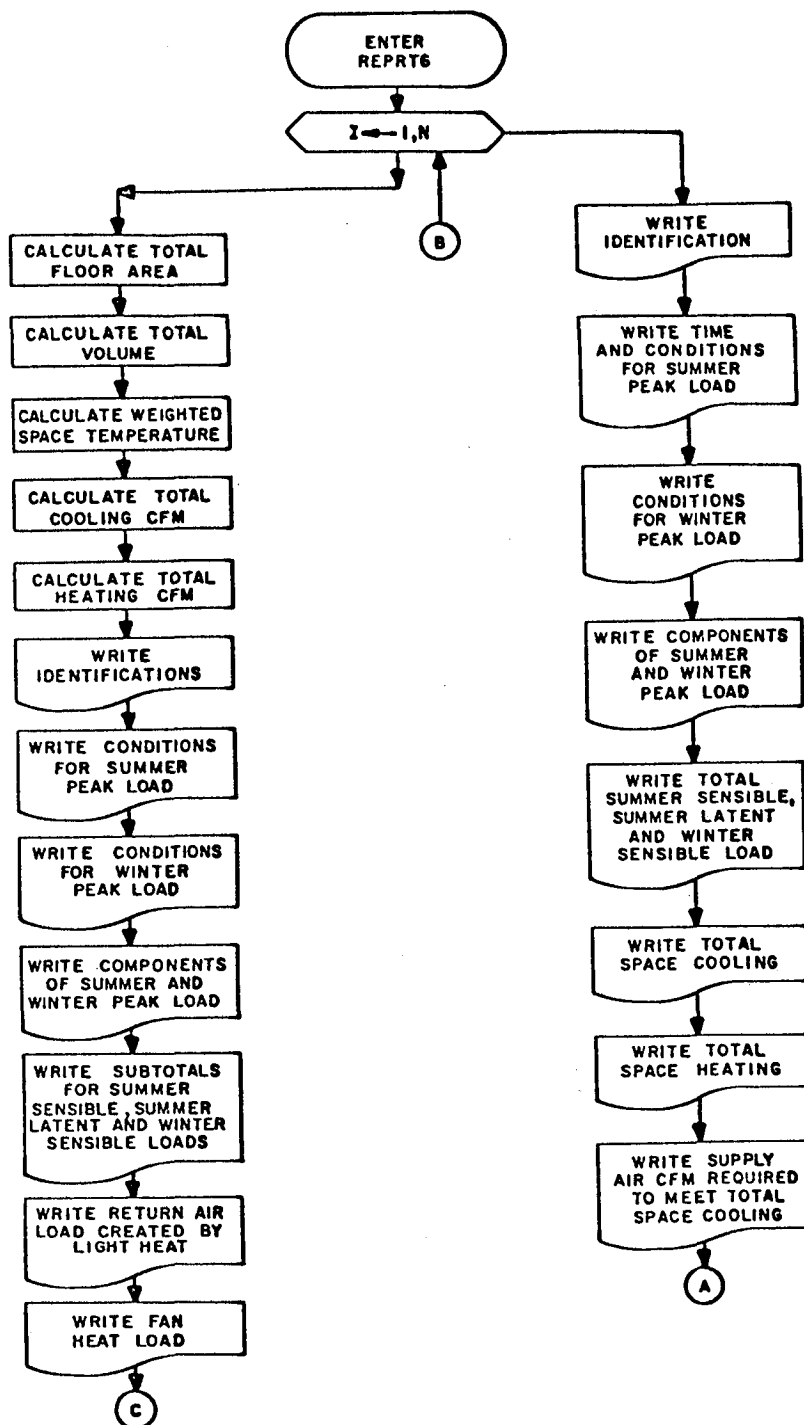 ENTER
REPRT6
I ← 1,N
B
CALCULATE TOTAL
FLOOR AREA
CALCULATE TOTAL
VOLUME
CALCULATE WEIGHTED
SPACE TEMPERATURE
CALCULATE TOTAL
COOLING CFM
CALCULATE TOTAL
HEATING CFM
WRITE
IDENTIFICATIONS
WRITE CONDITIONS
FOR SUMMER
PEAK LOAD
WRITE CONDITIONS
FOR WINTER
PEAK LOAD
WRITE COMPONENTS
OF SUMMER AND
WINTER PEAK LOAD
WRITE SUBTOTALS
FOR SUMMER
SENSIBLE, SUMMER
LATENT AND WINTER
SENSIBLE LOADS
WRITE RETURN AIR
LOAD CREATED BY
LIGHT HEAT
WRITE FAN
HEAT LOAD
C
WRITE
IDENTIFICATION
WRITE TIME
AND CONDITIONS
FOR SUMMER
PEAK LOAD
WRITE
CONDITIONS
FOR WINTER
PEAK LOAD
WRITE COMPONENTS
OF SUMMER
AND WINTER
PEAK LOAD
WRITE TOTAL
SUMMER SENSIBLE,
SUMMER LATENT
AND WINTER
SENSIBLE LOAD
WRITE TOTAL
SPACE COOLING
WRITE TOTAL
SPACE HEATING
WRITE SUPPLY
AIR CFM REQUIRED
TO MEET TOTAL
SPACE COOLING
A